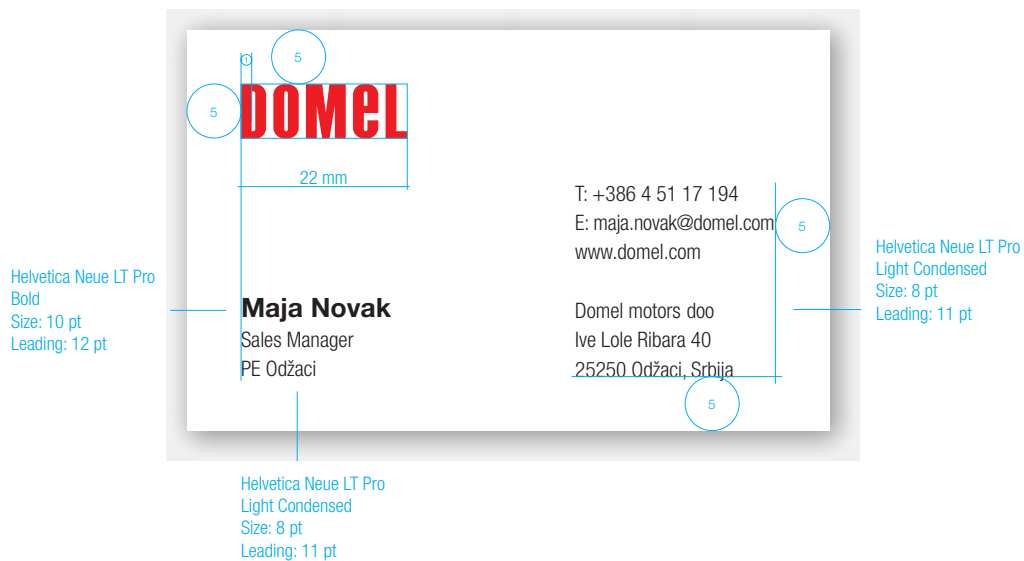 1
5
5
DOMEL
22 mm
T: +386 4 51 17 194
E: maja.novak@domel.com
www.domel.com
5
Helvetica Neue LT Pro
Light Condensed
Size: 8 pt
Leading: 11 pt
Helvetica Neue LT Pro
Bold
Size: 10 pt
Leading: 12 pt
Maja Novak
Sales Manager
PE Odžaci
Domel motors doo
Ive Lole Ribara 40
25250 Odžaci, Srbija
5
Helvetica Neue LT Pro
Light Condensed
Size: 8 pt
Leading: 11 pt